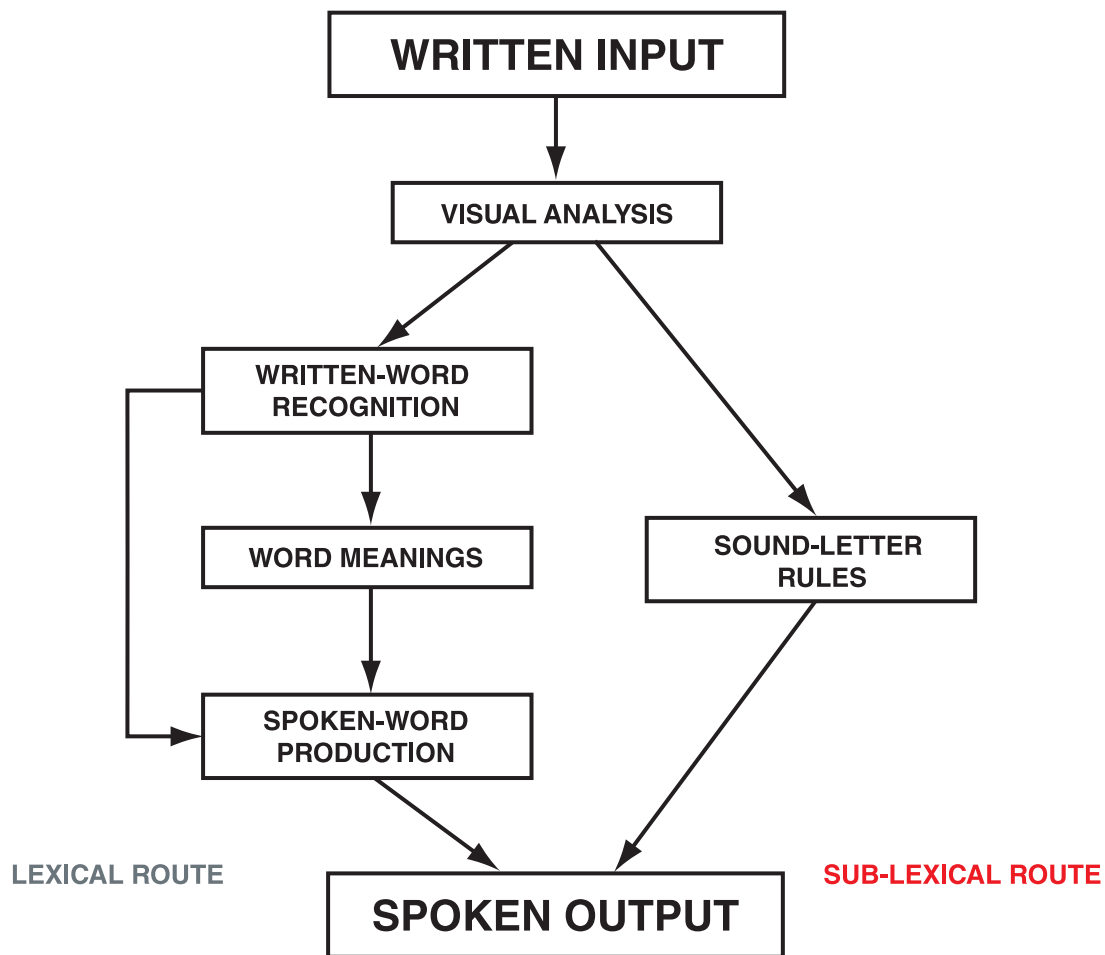 WRITTEN INPUT
VISUAL ANALYSIS
WRITTEN-WORD
RECOGNITION
WORD MEANINGS
SOUND-LETTER
RULES
SPOKEN-WORD
PRODUCTION
LEXICAL ROUTE
SUB-LEXICAL ROUTE
SPOKEN OUTPUT